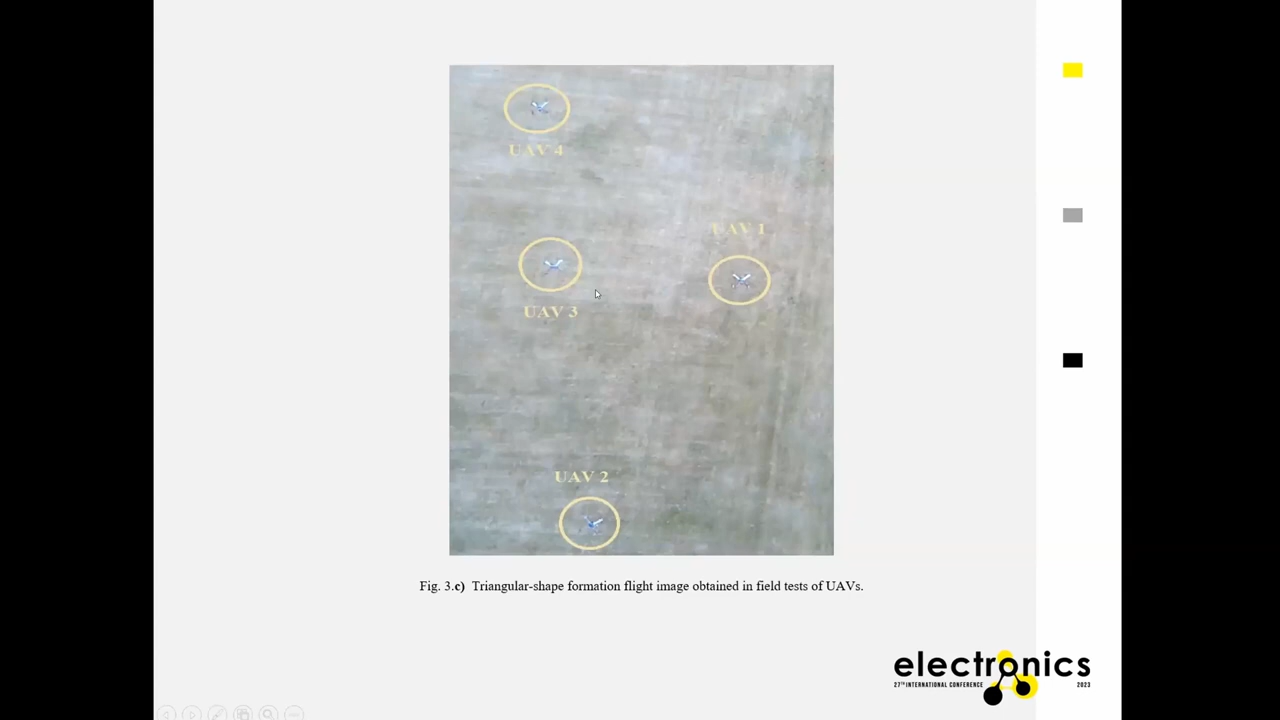 UAV 4
UAV 1
UAV 3
UAV 2
Fig. 3.c) Triangular-shape formation flight image obtained in field tests of UAVs.
electronics
27TH INTERNATIONAL CONFERENCE 2023